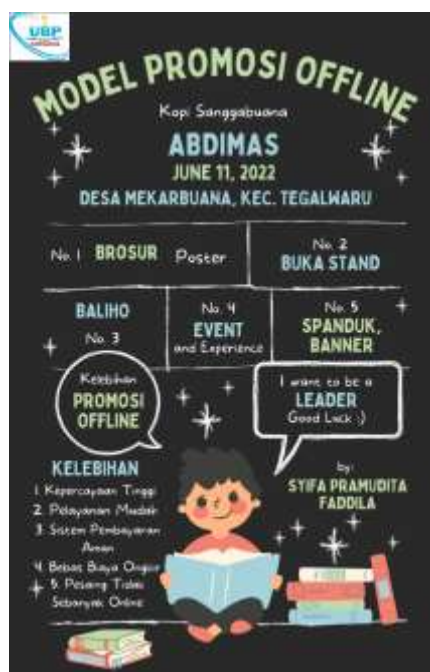 UBP
MODEL PROMOSI OFFLINE
Kopi Sanggabuana
ABDIMAS
JUNE 11, 2022
DESA MEKARBUANA, KEC. TEGALWARU
No. 1 BROSUR Poster
No. 2
BUKA STAND
BALIHO
No. 3
No. 4
EVENT
and Experience
No. 5
SPANDUK,
BANNER
Kelebihan
PROMOSI
OFFLINE
I want to be a
LEADER
Good Luck :)
KELEBIHAN
1. Kepercayaan Tinggi
2. Pelayanan Mudah
3. Sistem Pembayaran
Aman
4. Bebas Biaya Ongkir
5. Pesaing Tidak
Sebanyak Online
by:
SYIFA PRAMUDITA
FADDILA